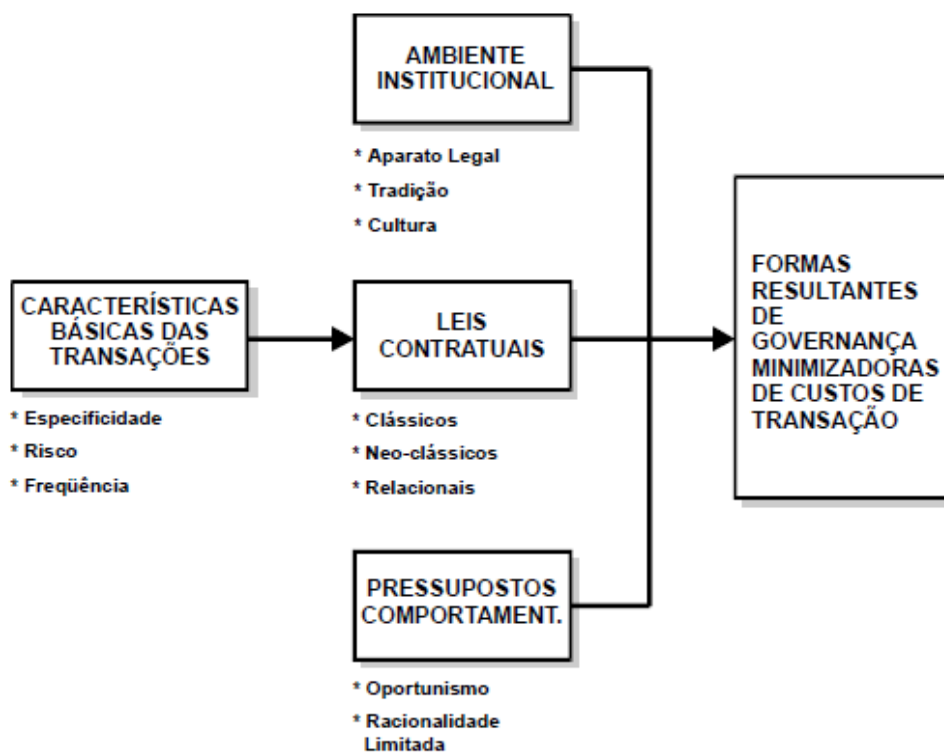 AMBIENTE
INSTITUCIONAL
* Aparato Legal
* Tradição
* Cultura
CARACTERÍSTICAS
BÁSICAS DAS
TRANSAÇÕES
* Especificidade
* Risco
* Freqüência
LEIS
CONTRATUAIS
* Clássicos
* Neo-clássicos
* Relacionais
PRESSUPOSTOS
COMPORTAMENT.
* Oportunismo
* Racionalidade
Limitada
FORMAS
RESULTANTES
DE
GOVERNANÇA
MINIMIZADORAS
DE CUSTOS DE
TRANSAÇÃO